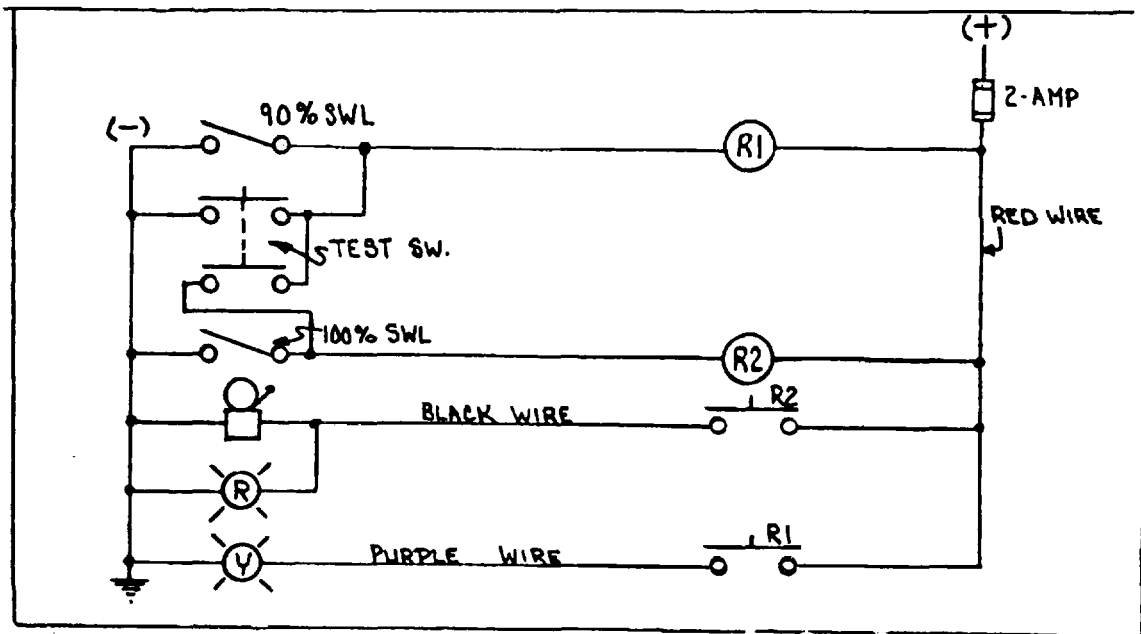 (+)
2-AMP
90% SWL
(-)
R1
RED WIRE
TEST SW.
100% SWL
R2
R2
BLACK WIRE
R
R1
Y
PURPLE WIRE